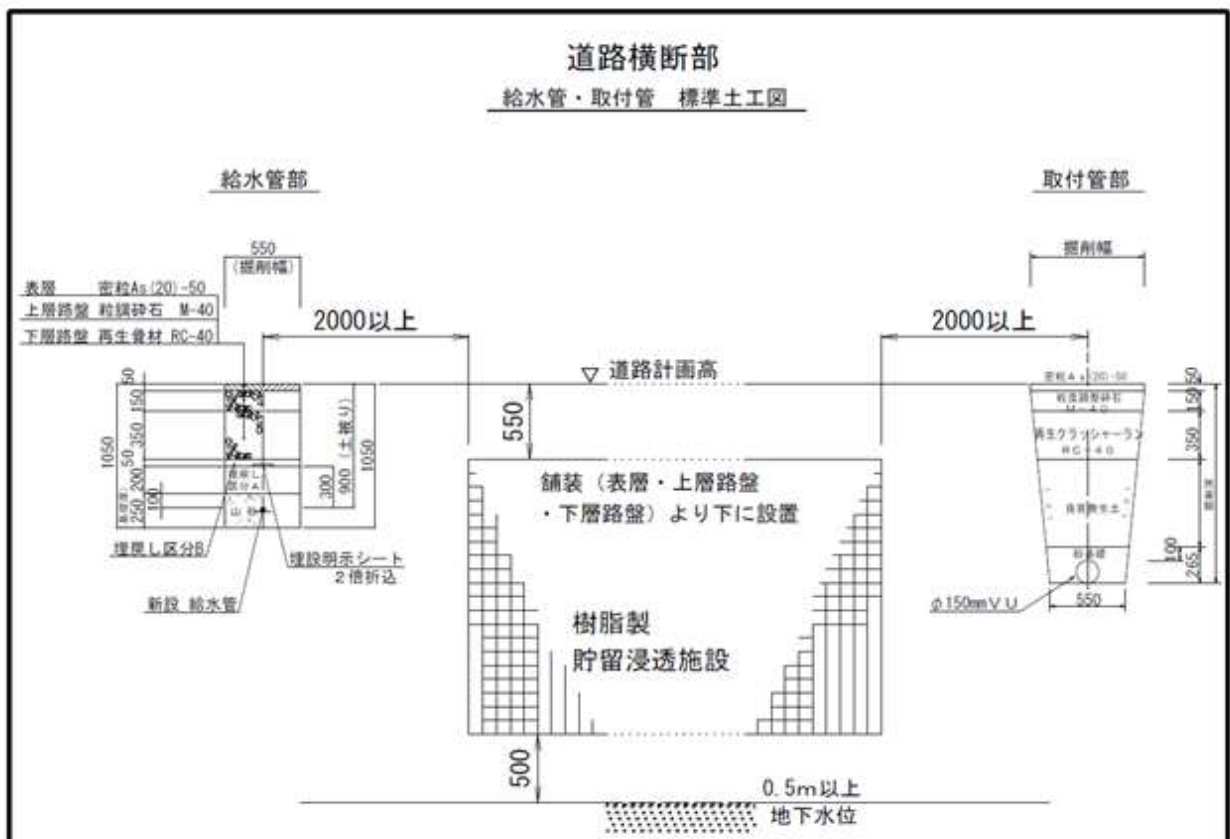 道路横断部
給水管・取付管 標準土工図
給水管部
取付管部
550
(掘削幅)
掘削幅
表層 密粒As(20)-50
上層路盤 粒調砕石 M-40
下層路盤 再生骨材 RC-40
2000以上
2000以上
道路計画高
50
150
350
50
200
100
250
1050
300
900 (土被り)
1050
550
密粒As(20)-50
粒度調整砕石
M-40
再生クラッシャーラン
RC-40
50
150
350
舗装（表層・上層路盤
・下層路盤）より下に設置
埋戻し区分B
埋設明示シート
2倍折込
新設 給水管
樹脂製
貯留浸透施設
100
265
φ150mmVU
550
500
0.5m以上
地下水位